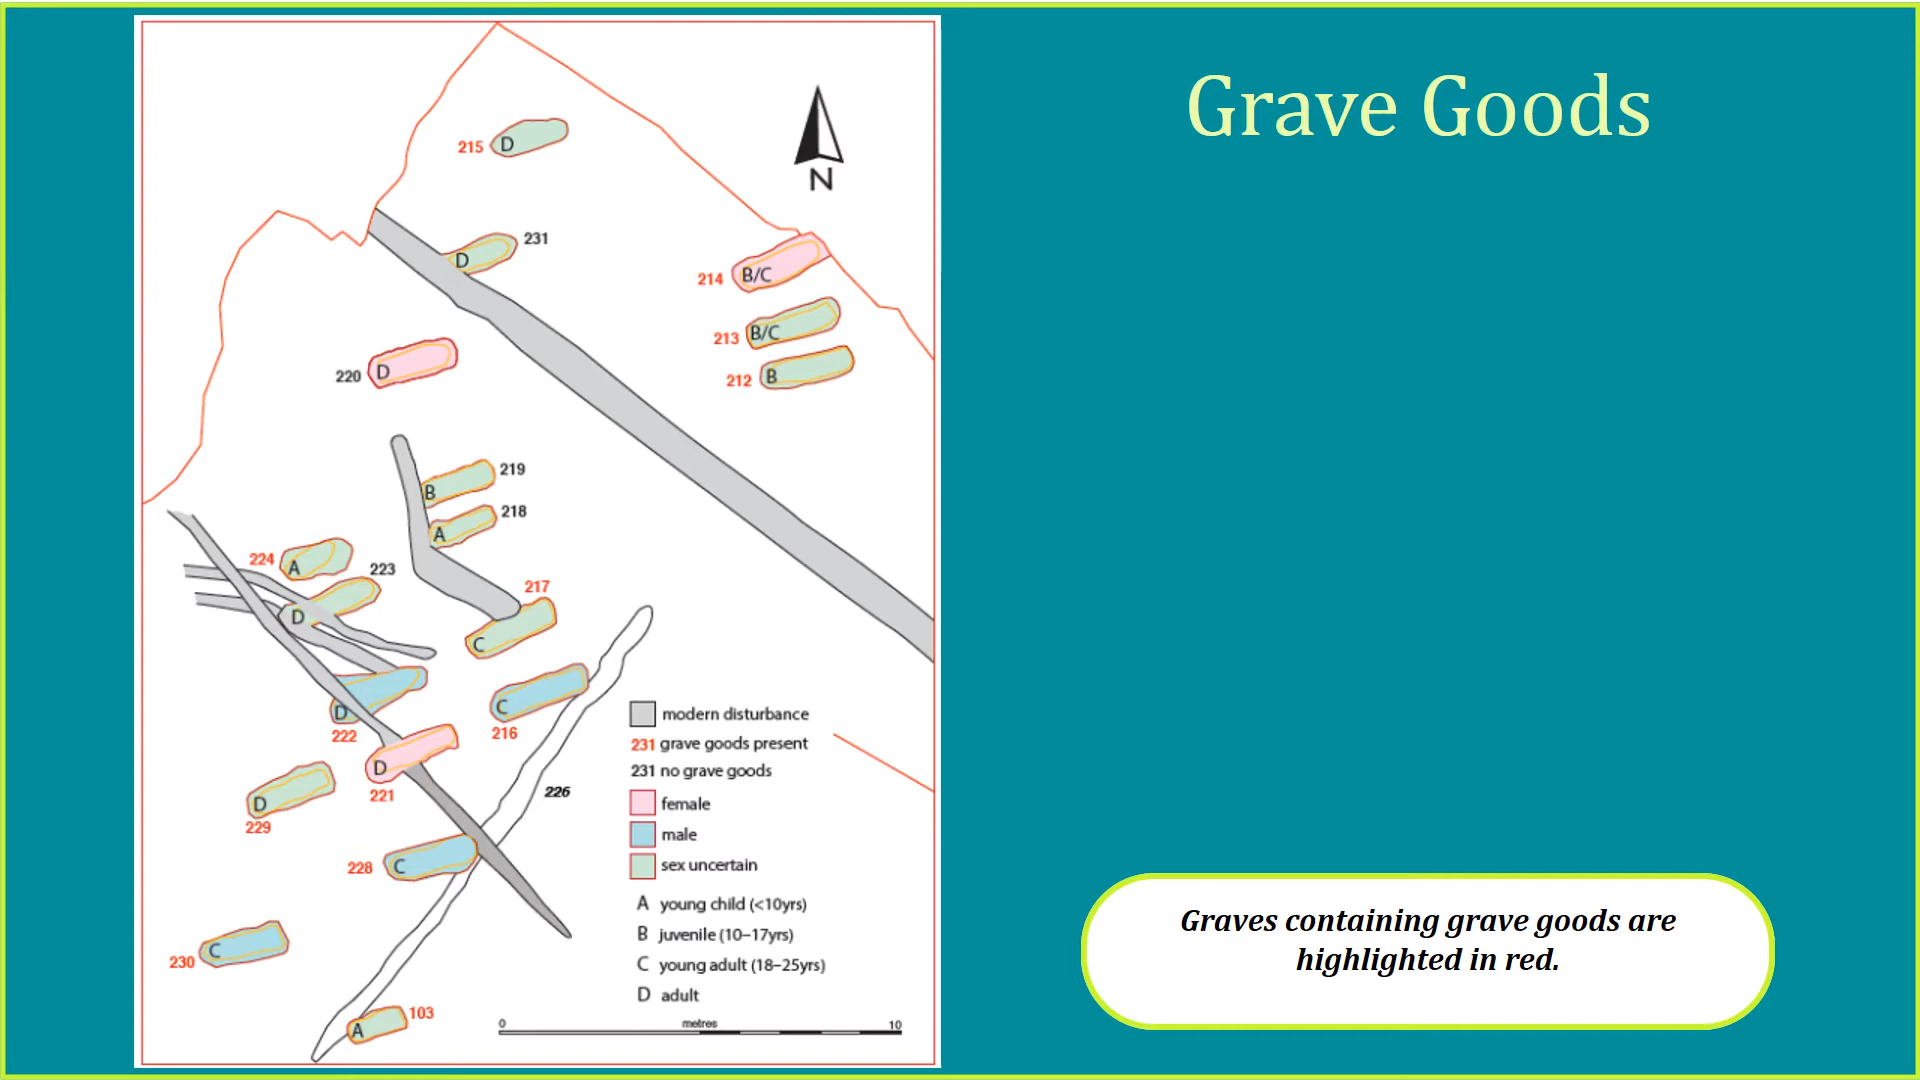 Grave Goods
215 D
N
231
D
214 B/C
213 B/C
212 B
220 D
219
B
218
A
224 A
223
D
217
C
C
216
D
222
D
221
D
229
226
228 C
C
230
103
A
modern disturbance
231 grave goods present
231 no grave goods
female
male
sex uncertain
A young child (<10yrs)
B juvenile (10–17yrs)
C young adult (18–25yrs)
D adult
0 metres 10
Graves containing grave goods are
highlighted in red.